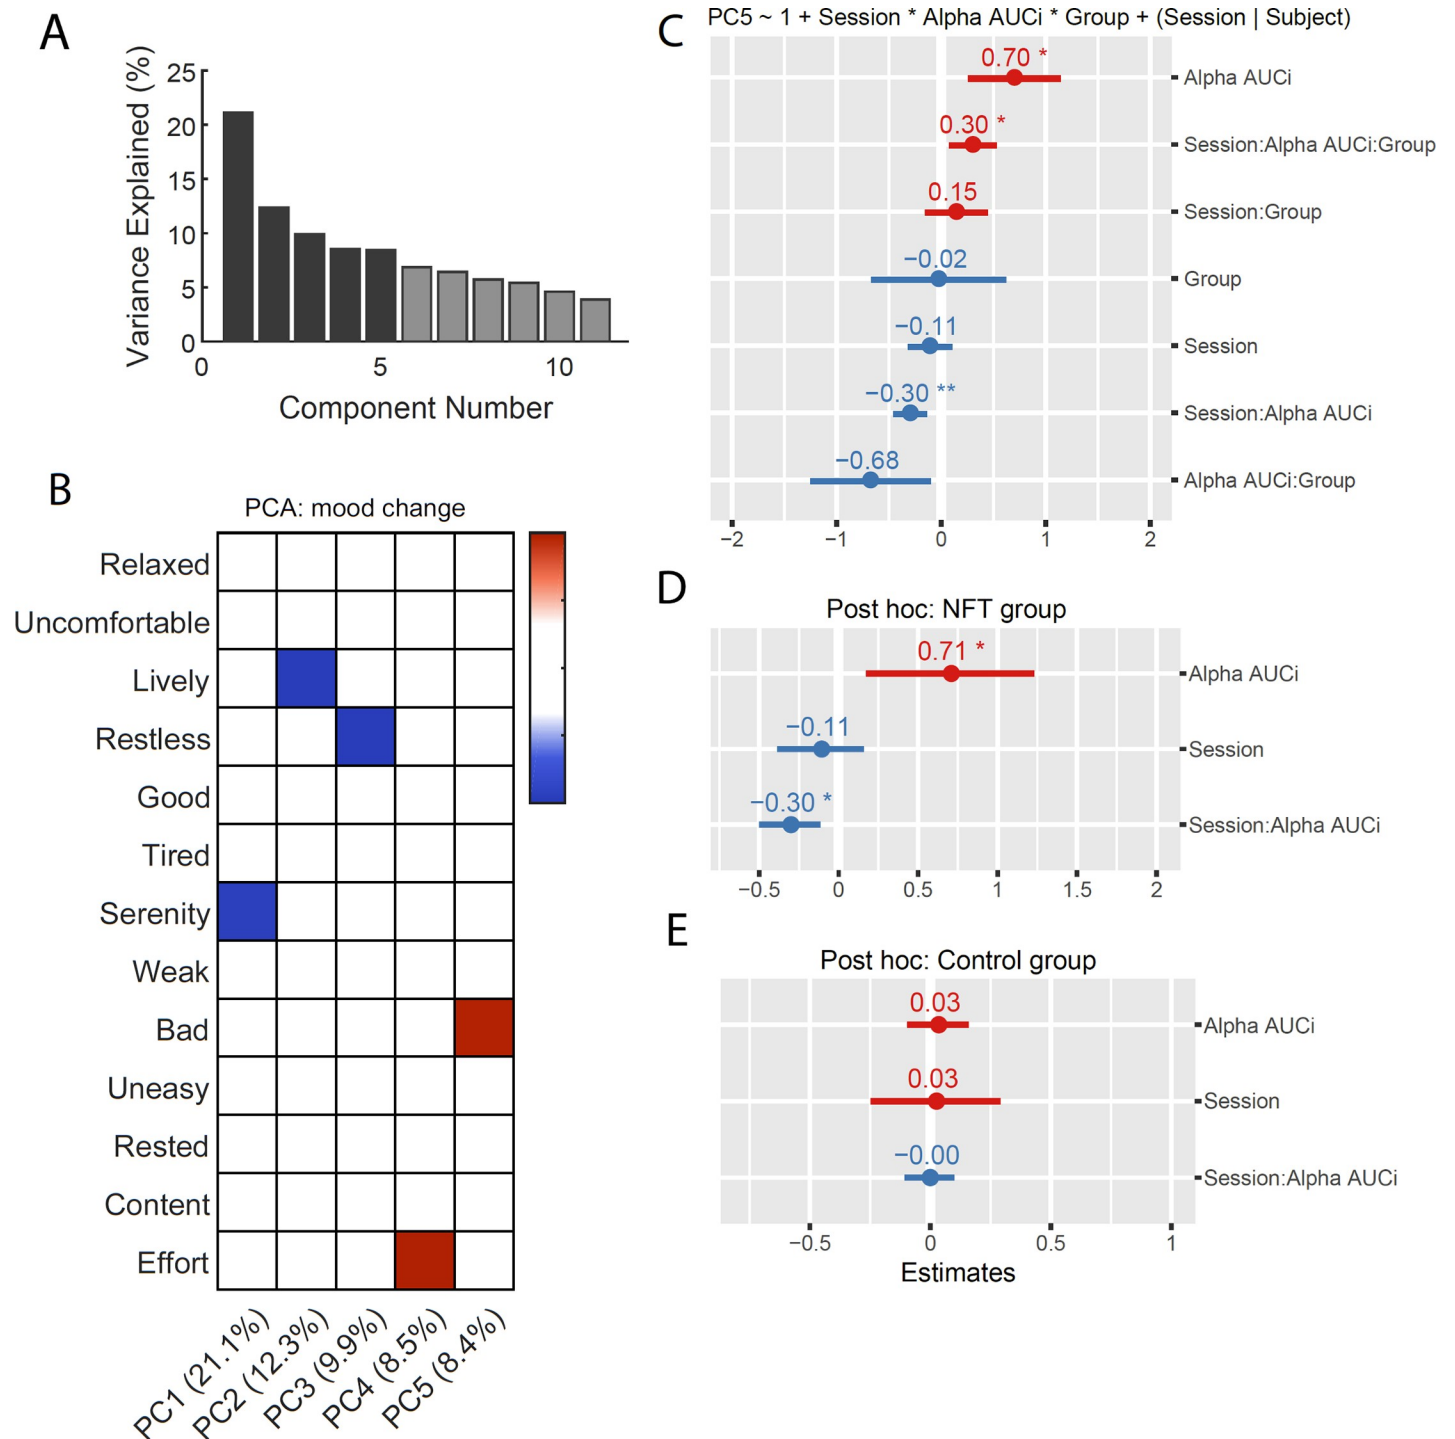 A
Variance Explained (%)
25
20
15
10
5
0
0 5 10
Component Number
B
PCA: mood change
Relaxed
Uncomfortable
Lively
Restless
Good
Tired
Serenity
Weak
Bad
Uneasy
Rested
Content
Effort
PC1 (21.1%)
PC2 (12.3%)
PC3 (9.9%)
PC4 (8.5%)
PC5 (8.4%)
C
PC5 ~ 1 + Session * Alpha AUCi * Group + (Session | Subject)
0.70 *
Alpha AUCi
0.30 *
Session:Alpha AUCi:Group
0.15
Session:Group
−0.02
Group
−0.11
Session
−0.30 **
Session:Alpha AUCi
−0.68
Alpha AUCi:Group
−2 −1 0 1 2
D
Post hoc: NFT group
0.71 *
Alpha AUCi
−0.11
Session
−0.30 *
Session:Alpha AUCi
−0.5 0 0.5 1 1.5 2
E
Post hoc: Control group
0.03
Alpha AUCi
0.03
Session
−0.00
Session:Alpha AUCi
−0.5 0 0.5 1
Estimates